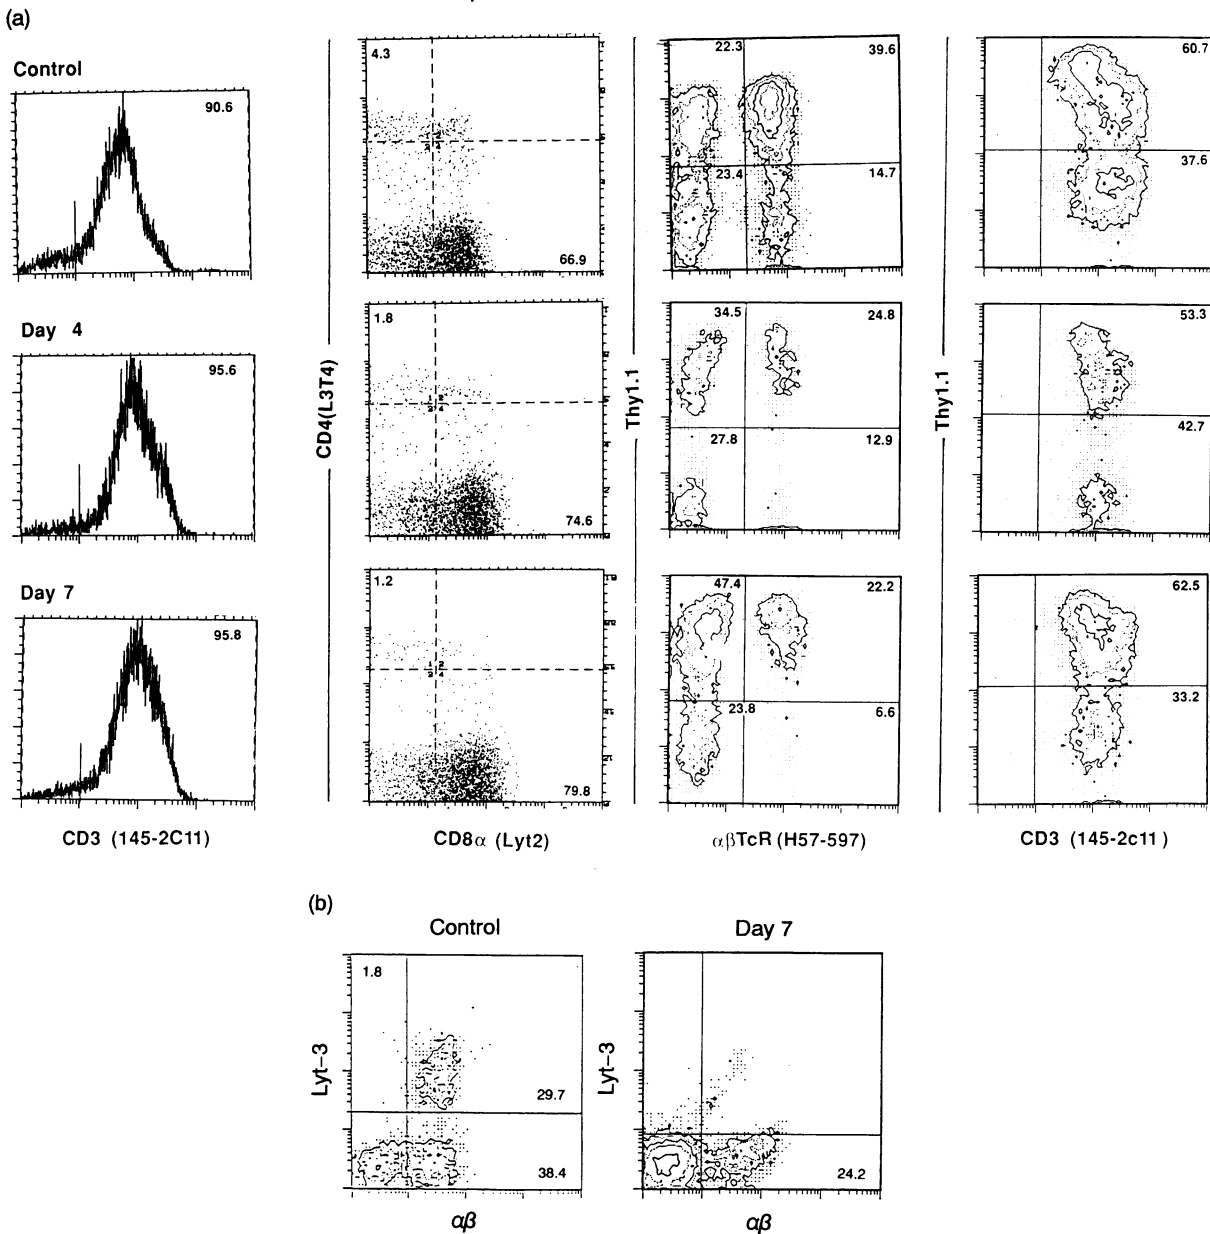 (a)
Control
90.6
4.3
66.9
22.3
39.6
23.4
14.7
60.7
37.6
Day 4
95.6
1.8
74.6
34.5
24.8
27.8
12.9
53.3
42.7
Day 7
95.8
1.2
79.8
47.4
22.2
23.8
6.6
62.5
33.2
CD4(L3T4)
Thy1.1
Thy1.1
CD3 (145-2C11)
CD8α (Lyt2)
αβTcR (H57-597)
CD3 (145-2c11)
(b)
Control
Day 7
1.8
29.7
38.4
24.2
Lyt-3
Lyt-3
αβ
αβ